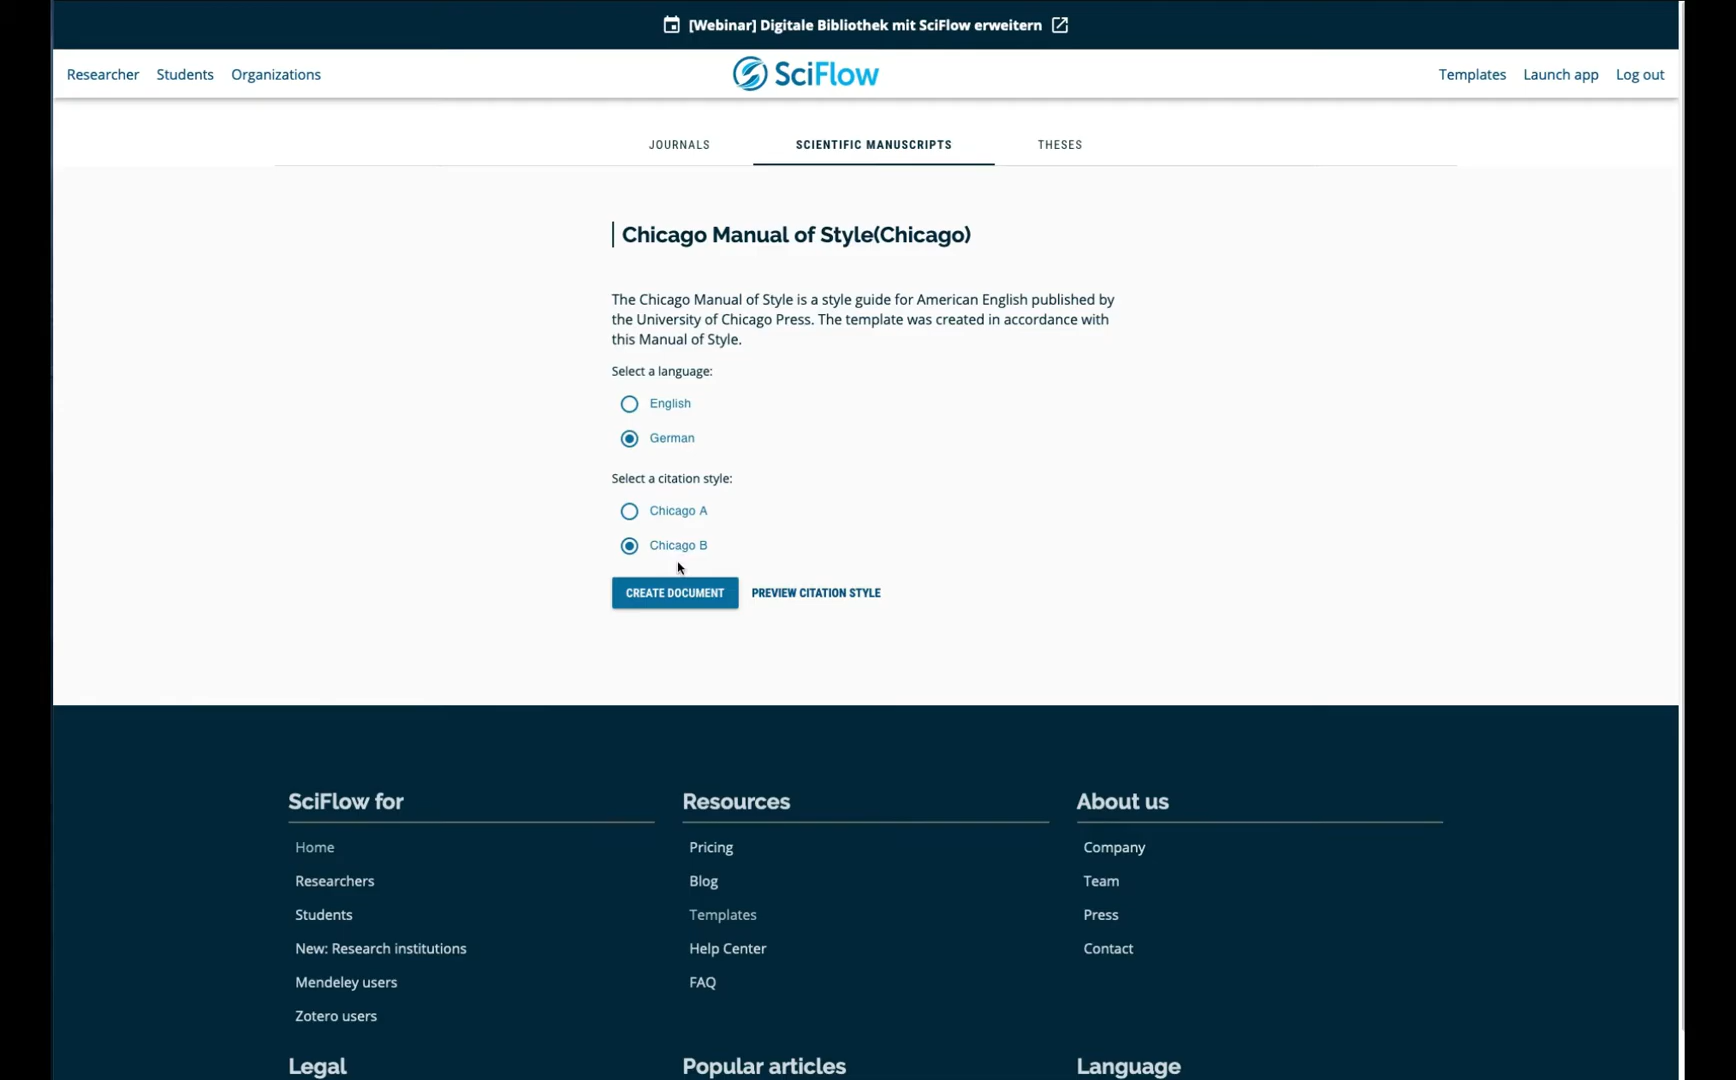 [Webinar] Digitale Bibliothek mit SciFlow erweitern
Researcher Students Organizations
SciFlow
Templates Launch app Log out
JOURNALS SCIENTIFIC MANUSCRIPTS THESES
Chicago Manual of Style(Chicago)
The Chicago Manual of Style is a style guide for American English published by
the University of Chicago Press. The template was created in accordance with
this Manual of Style.
Select a language:
English
German
Select a citation style:
Chicago A
Chicago B
CREATE DOCUMENT PREVIEW CITATION STYLE
SciFlow for
Home
Researchers
Students
New: Research institutions
Mendeley users
Zotero users
Resources
Pricing
Blog
Templates
Help Center
FAQ
About us
Company
Team
Press
Contact
Legal
Popular articles
Language